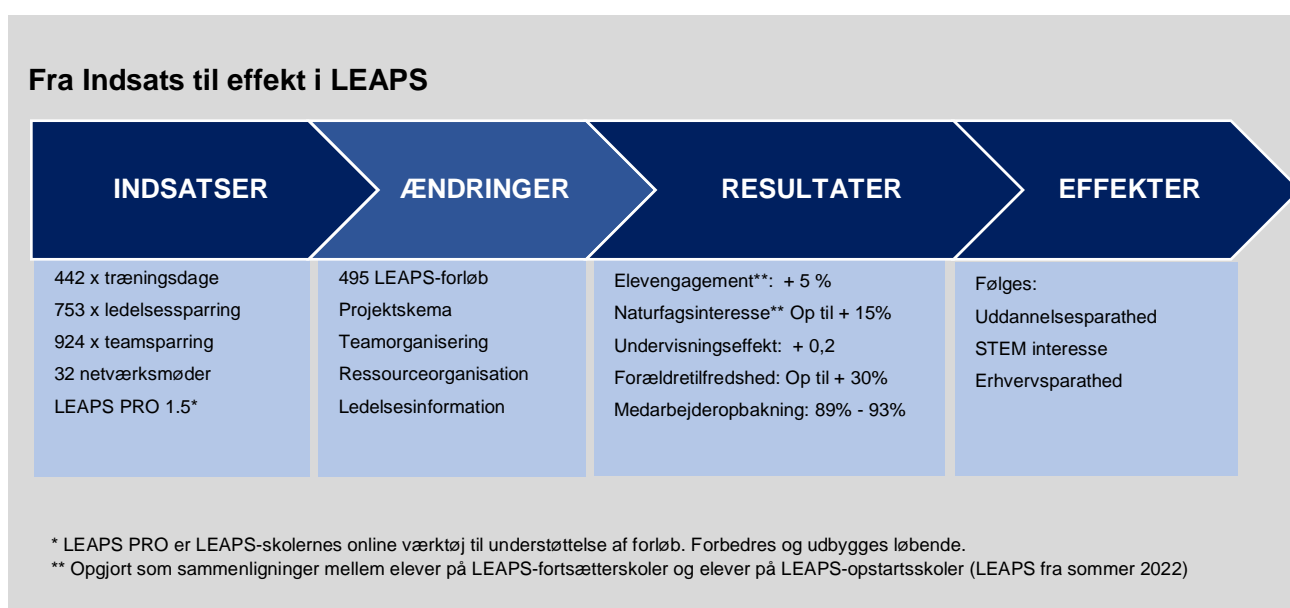 Fra Indsats til effekt i LEAPS
INDSATSER
ÆNDRINGER
RESULTATER
EFFEKTER
442 x træningsdage
753 x ledelsessparring
924 x teamsparring
32 netværksmøder
LEAPS PRO 1.5*
495 LEAPS-forløb
Projektskema
Teamorganisering
Ressourceorganisation
Ledelsesinformation
Elevengagement**: + 5 %
Naturfagsinteresse** Op til + 15%
Undervisningseffekt: + 0,2
Forældretilfredshed: Op til + 30%
Medarbejderopbakning: 89% - 93%
Følges:
Uddannelsesparathed
STEM interesse
Erhvervsparathed
* LEAPS PRO er LEAPS-skolernes online værktøj til understøttelse af forløb. Forbedres og udbygges løbende.
** Opgjort som sammenligninger mellem elever på LEAPS-fortsætterskoler og elever på LEAPS-opstartsskoler (LEAPS fra sommer 2022)